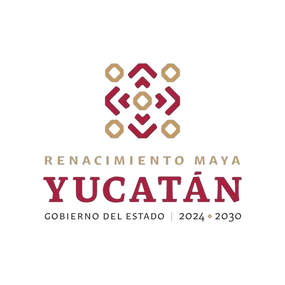 RENACIMIENTO MAYA
YUCATÁN
GOBIERNO DEL ESTADO | 2024 ⬥ 2030